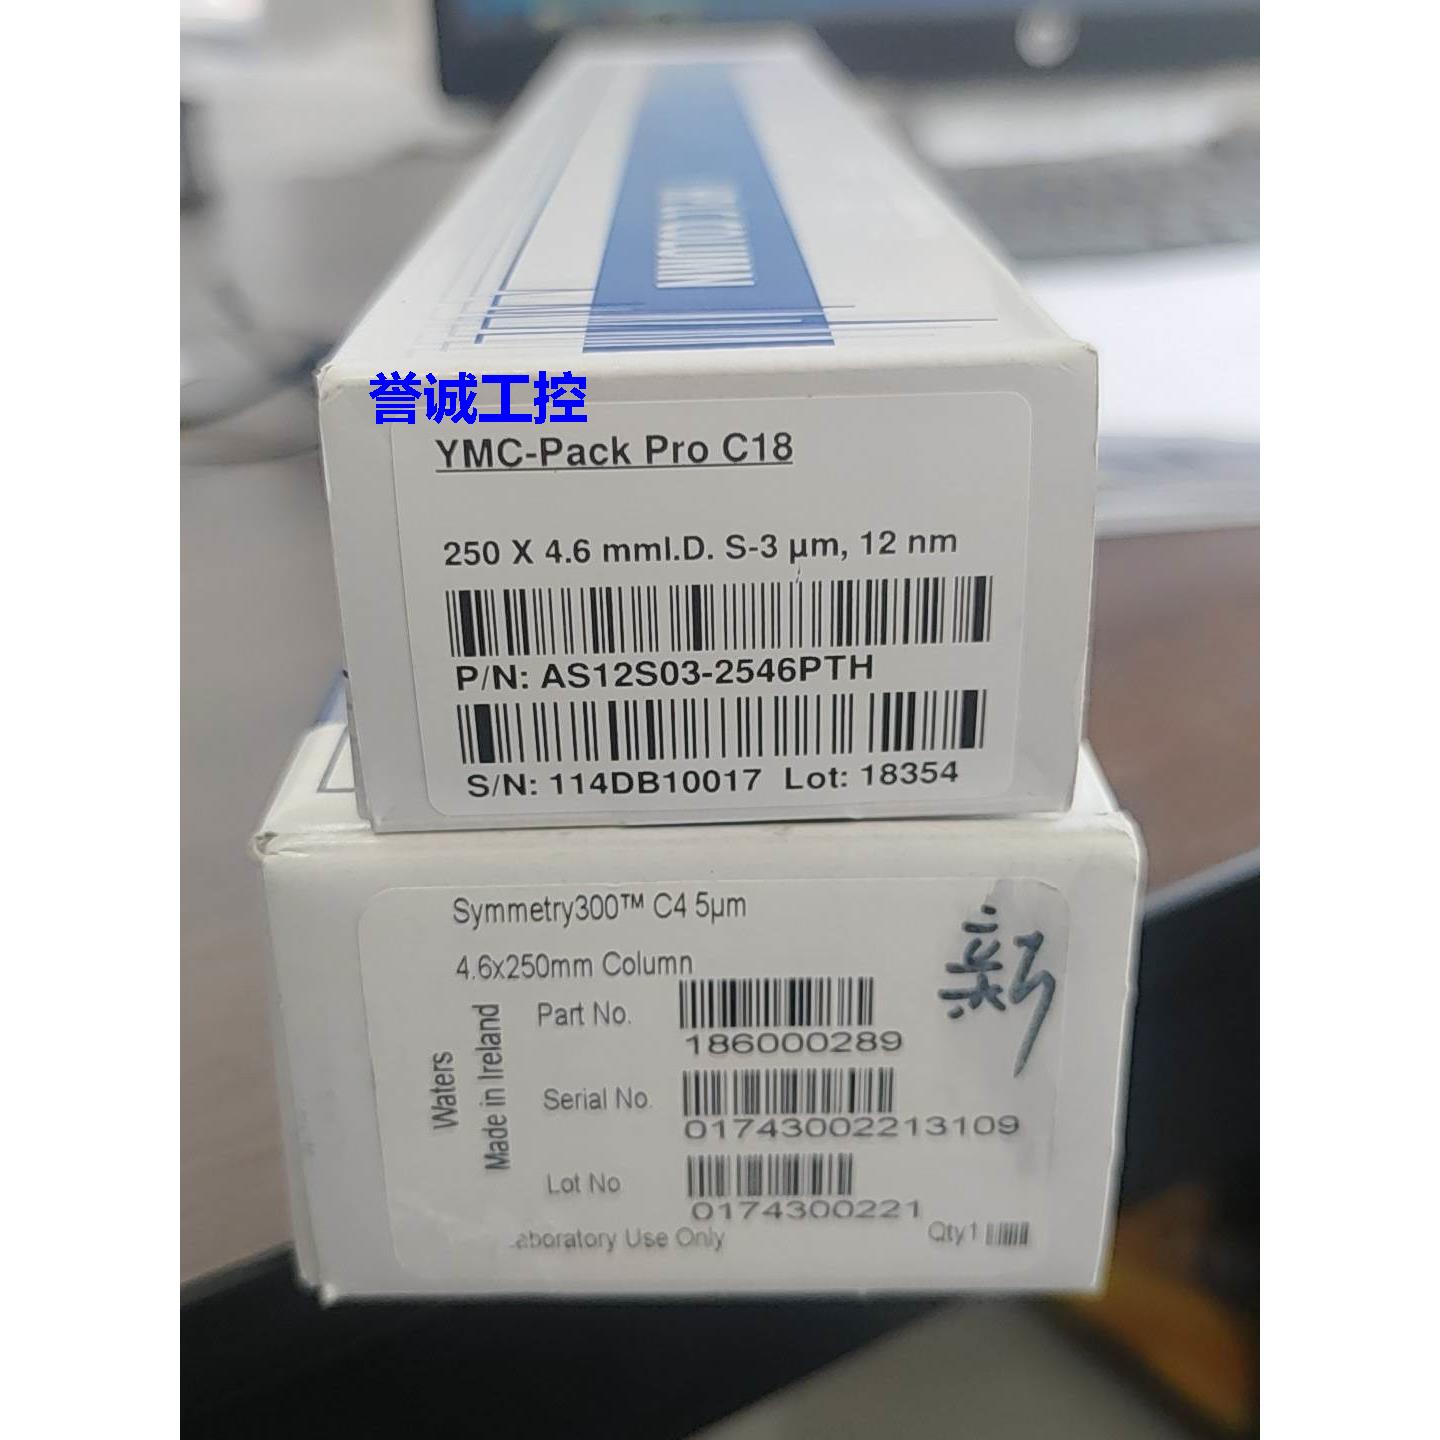 YMC COLUMN
誉诚工控
YMC-Pack Pro C18
250 X 4.6 mmI.D. S-3 µm, 12 nm
P/N: AS12S03-2546PTH
S/N: 114DB10017 Lot: 18354
Symmetry300™ C4 5µm
4.6x250mm Column
Waters
Made in Ireland
Part No.
186000289
Serial No.
01743002213109
Lot No
0174300221
Laboratory Use Only
Qty1
新